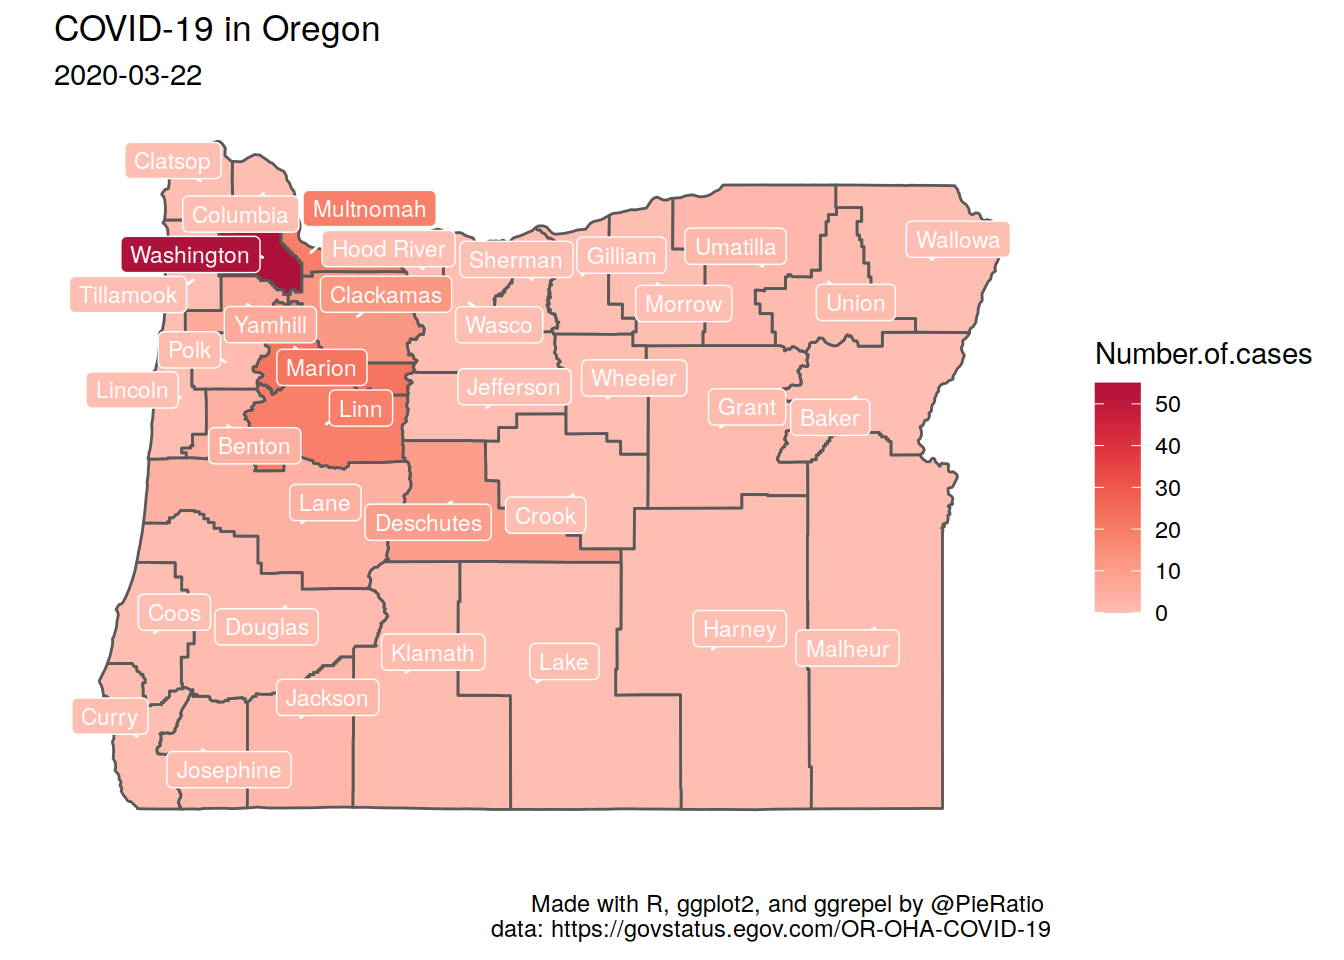 COVID-19 in Oregon
2020-03-22
Clatsop
Columbia
Multnomah
Washington
Hood River
Sherman
Gilliam
Umatilla
Wallowa
Tillamook
Clackamas
Morrow
Union
Yamhill
Wasco
Polk
Marion
Lincoln
Jefferson
Wheeler
Linn
Grant
Baker
Benton
Lane
Deschutes
Crook
Coos
Douglas
Klamath
Lake
Harney
Malheur
Curry
Jackson
Josephine
Number.of.cases
50
40
30
20
10
0
Made with R, ggplot2, and ggrepel by @PieRatio
data: https://govstatus.egov.com/OR-OHA-COVID-19